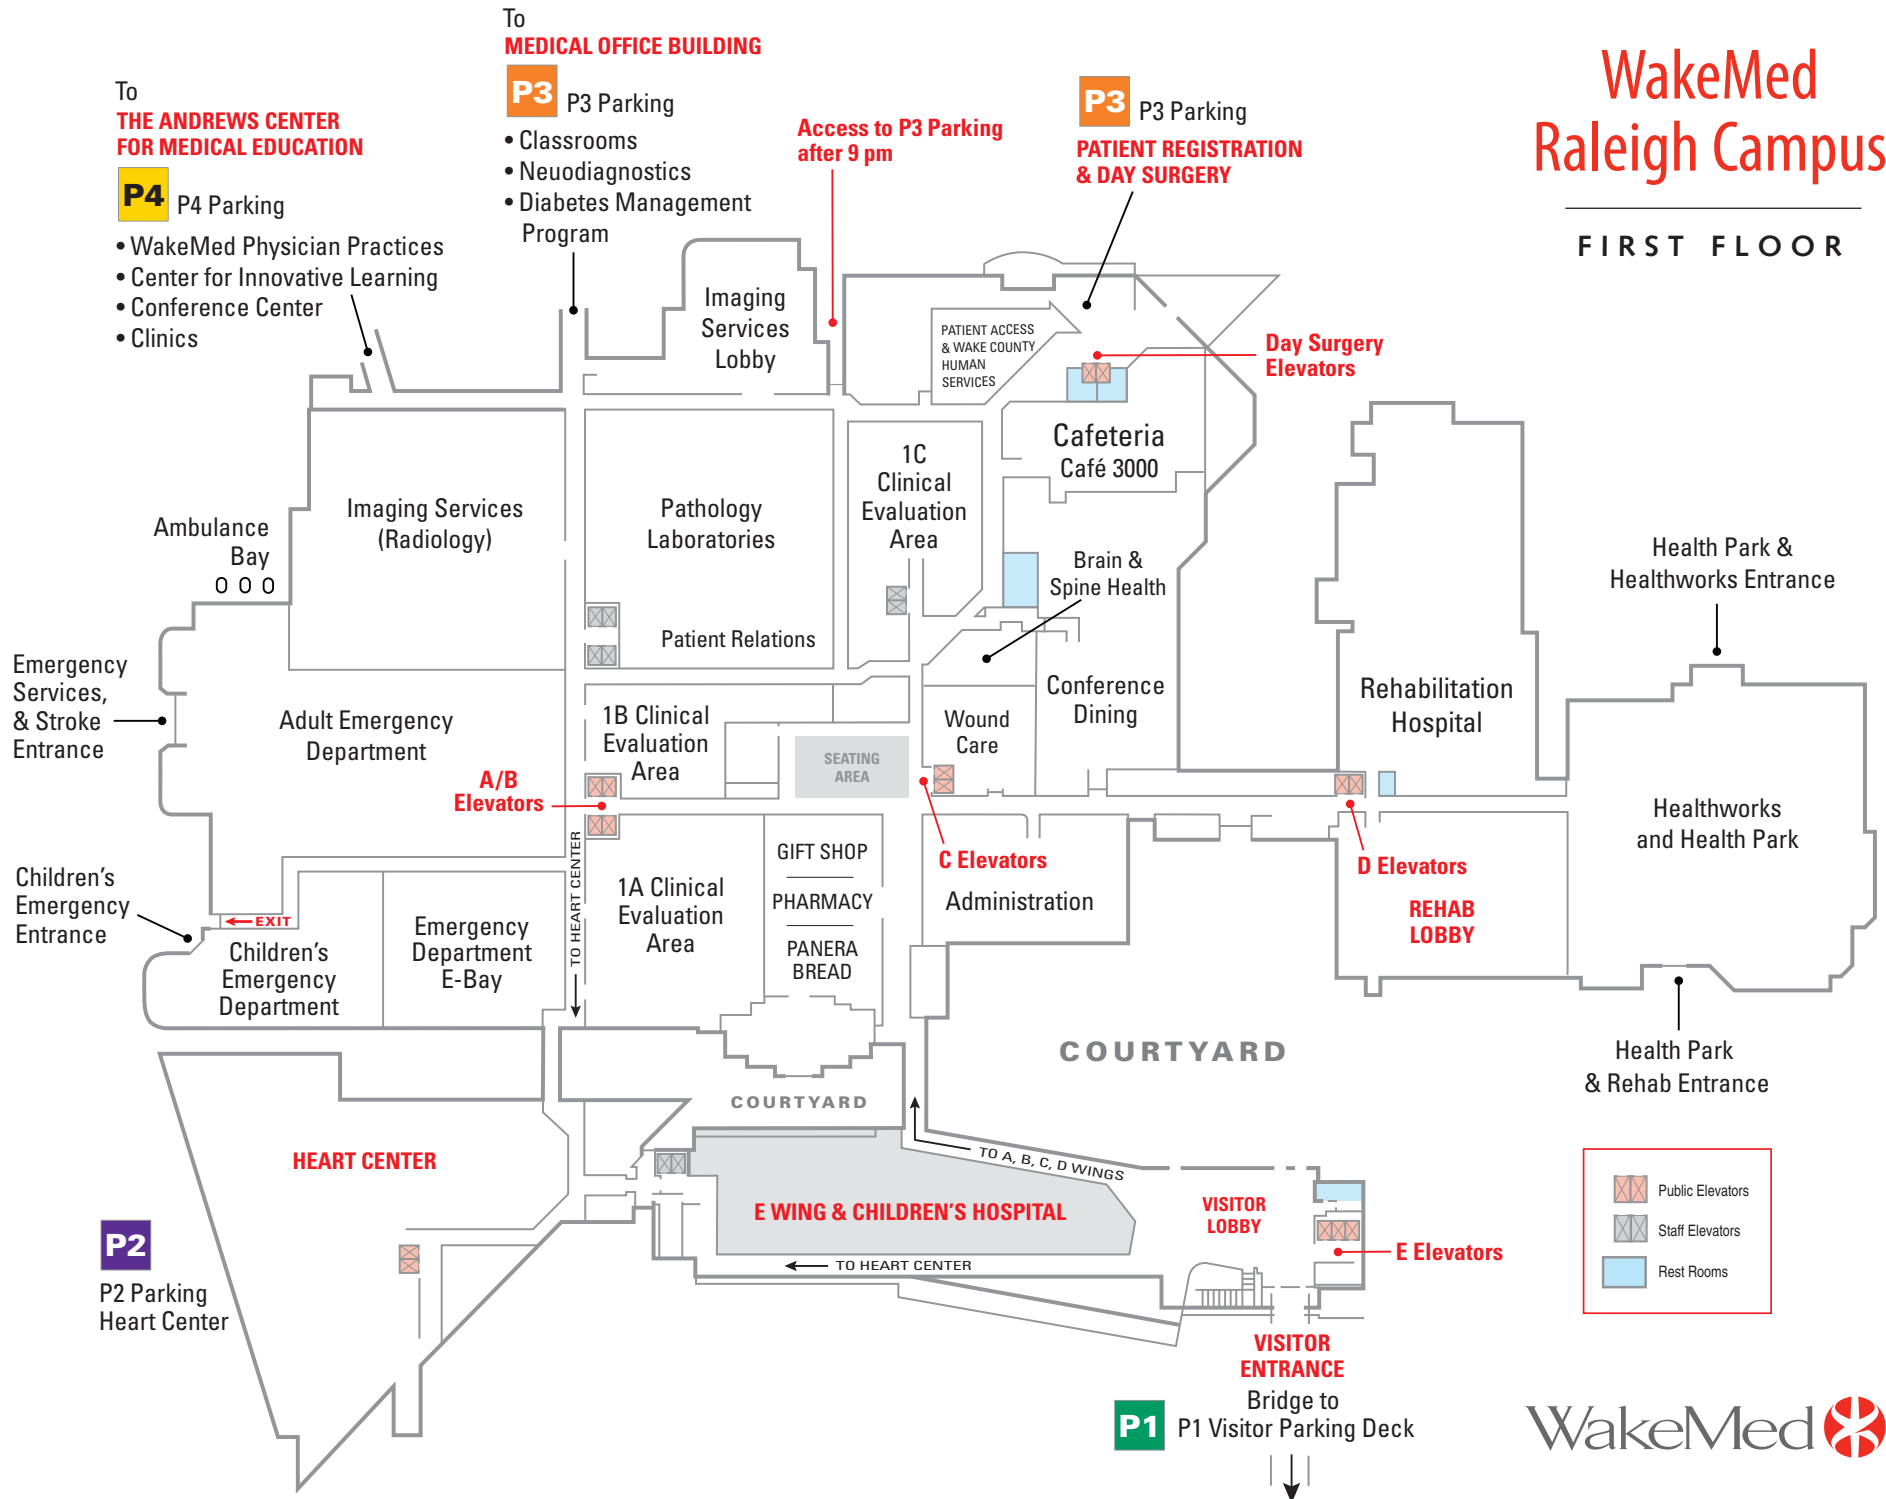 To
MEDICAL OFFICE BUILDING
P3 P3 Parking
• Classrooms
• Neuodiagnostics
• Diabetes Management
Program
To
THE ANDREWS CENTER
FOR MEDICAL EDUCATION
P4 P4 Parking
• WakeMed Physician Practices
• Center for Innovative Learning
• Conference Center
• Clinics
Access to P3 Parking
after 9 pm
P3 P3 Parking
PATIENT REGISTRATION
& DAY SURGERY
WakeMed
Raleigh Campus
FIRST FLOOR
Imaging
Services
Lobby
PATIENT ACCESS
& WAKE COUNTY
HUMAN
SERVICES
Day Surgery
Elevators
Cafeteria
Café 3000
1C
Clinical
Evaluation
Area
Imaging Services
(Radiology)
Pathology
Laboratories
Patient Relations
Ambulance
Bay
Brain &
Spine Health
Health Park &
Healthworks Entrance
Emergency
Services,
& Stroke
Entrance
Adult Emergency
Department
A/B
Elevators
1B Clinical
Evaluation
Area
SEATING
AREA
Wound
Care
Conference
Dining
Rehabilitation
Hospital
Healthworks
and Health Park
C Elevators
D Elevators
Children's
Emergency
Entrance
EXIT
Children's
Emergency
Department
Emergency
Department
E-Bay
TO HEART CENTER
1A Clinical
Evaluation
Area
GIFT SHOP
PHARMACY
PANERA
BREAD
Administration
REHAB
LOBBY
Health Park
& Rehab Entrance
COURTYARD
COURTYARD
HEART CENTER
TO A, B, C, D WINGS
E WING & CHILDREN'S HOSPITAL
VISITOR
LOBBY
E Elevators
TO HEART CENTER
P2
P2 Parking
Heart Center
Public Elevators
Staff Elevators
Rest Rooms
VISITOR
ENTRANCE
Bridge to
P1 P1 Visitor Parking Deck
WakeMed